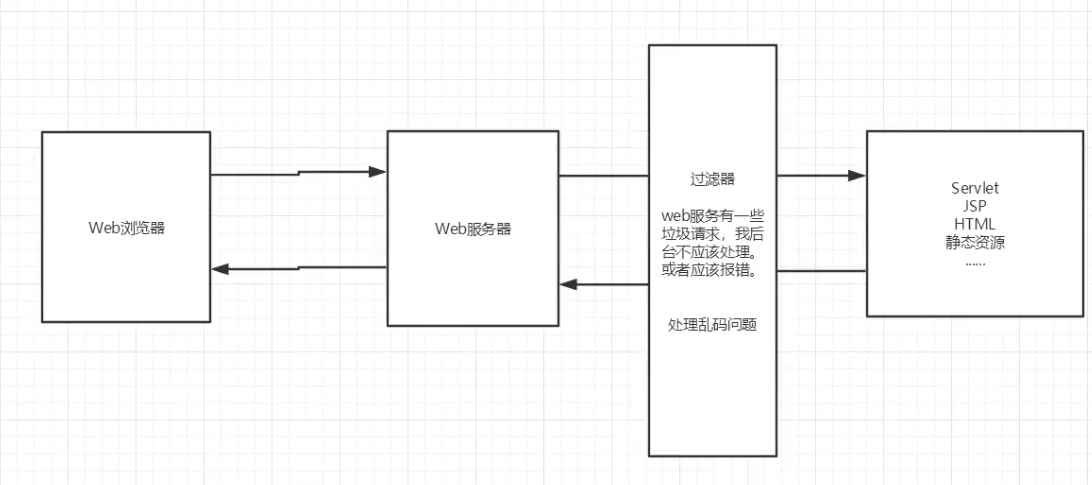 Web浏览器
Web服务器
过滤器
web服务有一些
垃圾请求，我后
台不应该处理。
或者应该报错。
处理乱码问题
Servlet
JSP
HTML
静态资源
......